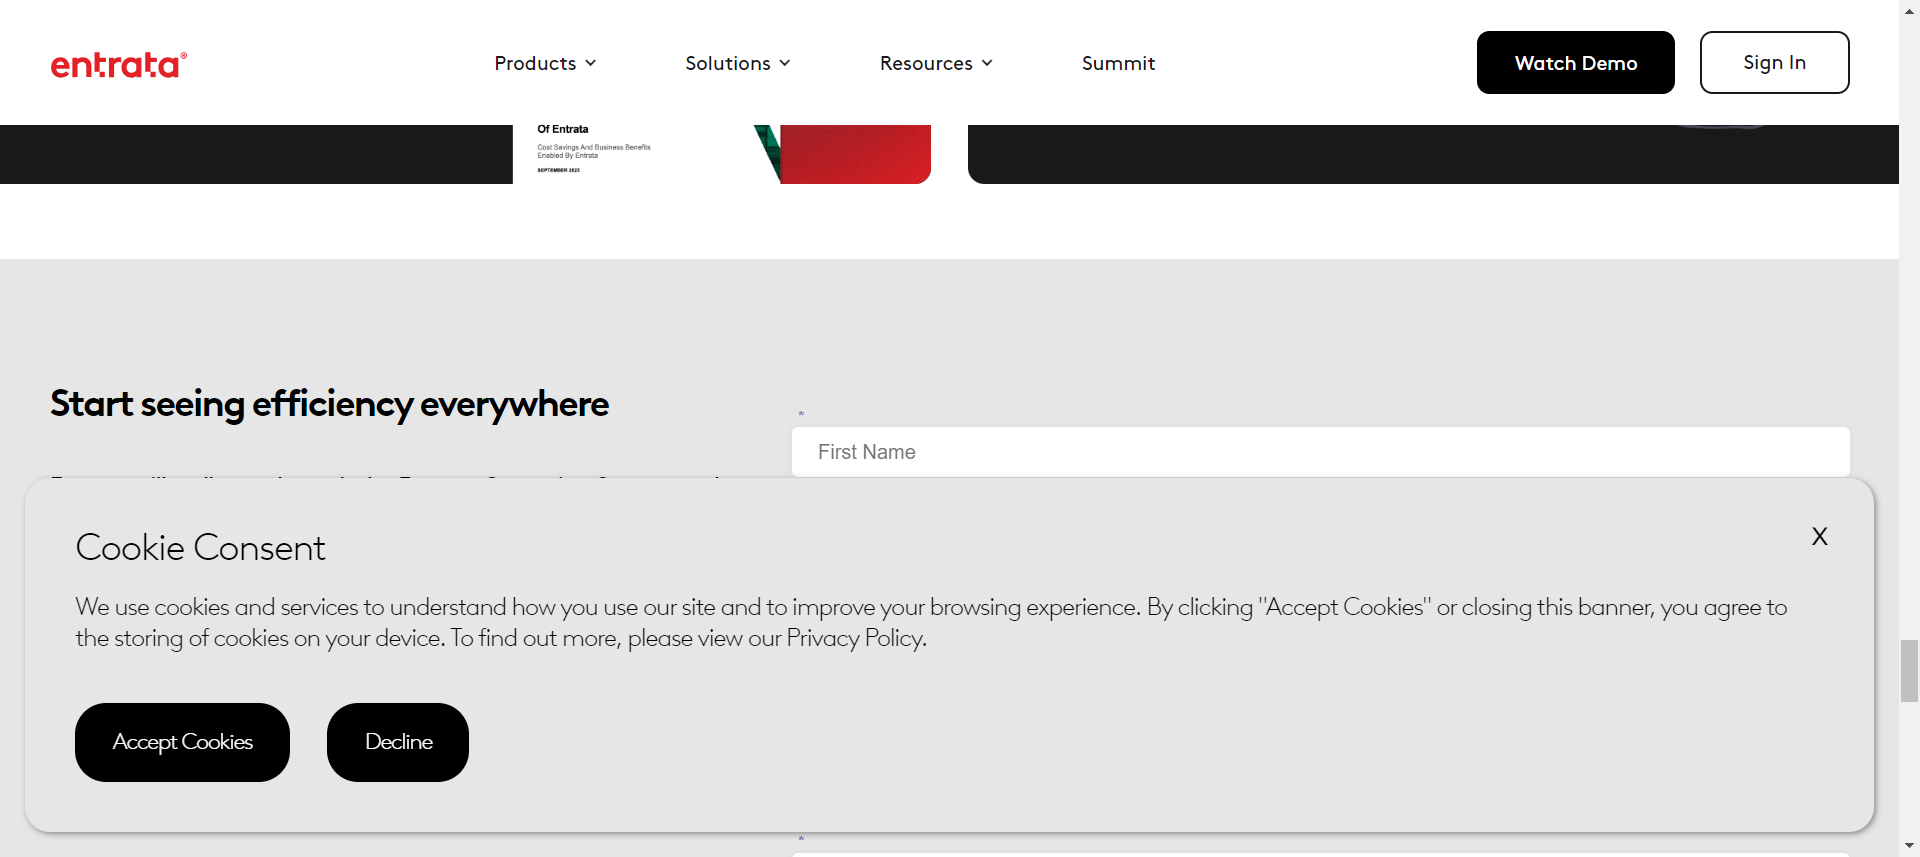 entrata®
Products
Solutions
Resources
Summit
Watch Demo
Sign In
Of Entrata
Cost Savings And Business Benefits
Enabled By Entrata
SEPTEMBER 2023
Start seeing efficiency everywhere
*
First Name
Cookie Consent
X
We use cookies and services to understand how you use our site and to improve your browsing experience. By clicking "Accept Cookies" or closing this banner, you agree to
the storing of cookies on your device. To find out more, please view our Privacy Policy.
Accept Cookies
Decline
*